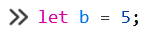 ≫ let b = 5;